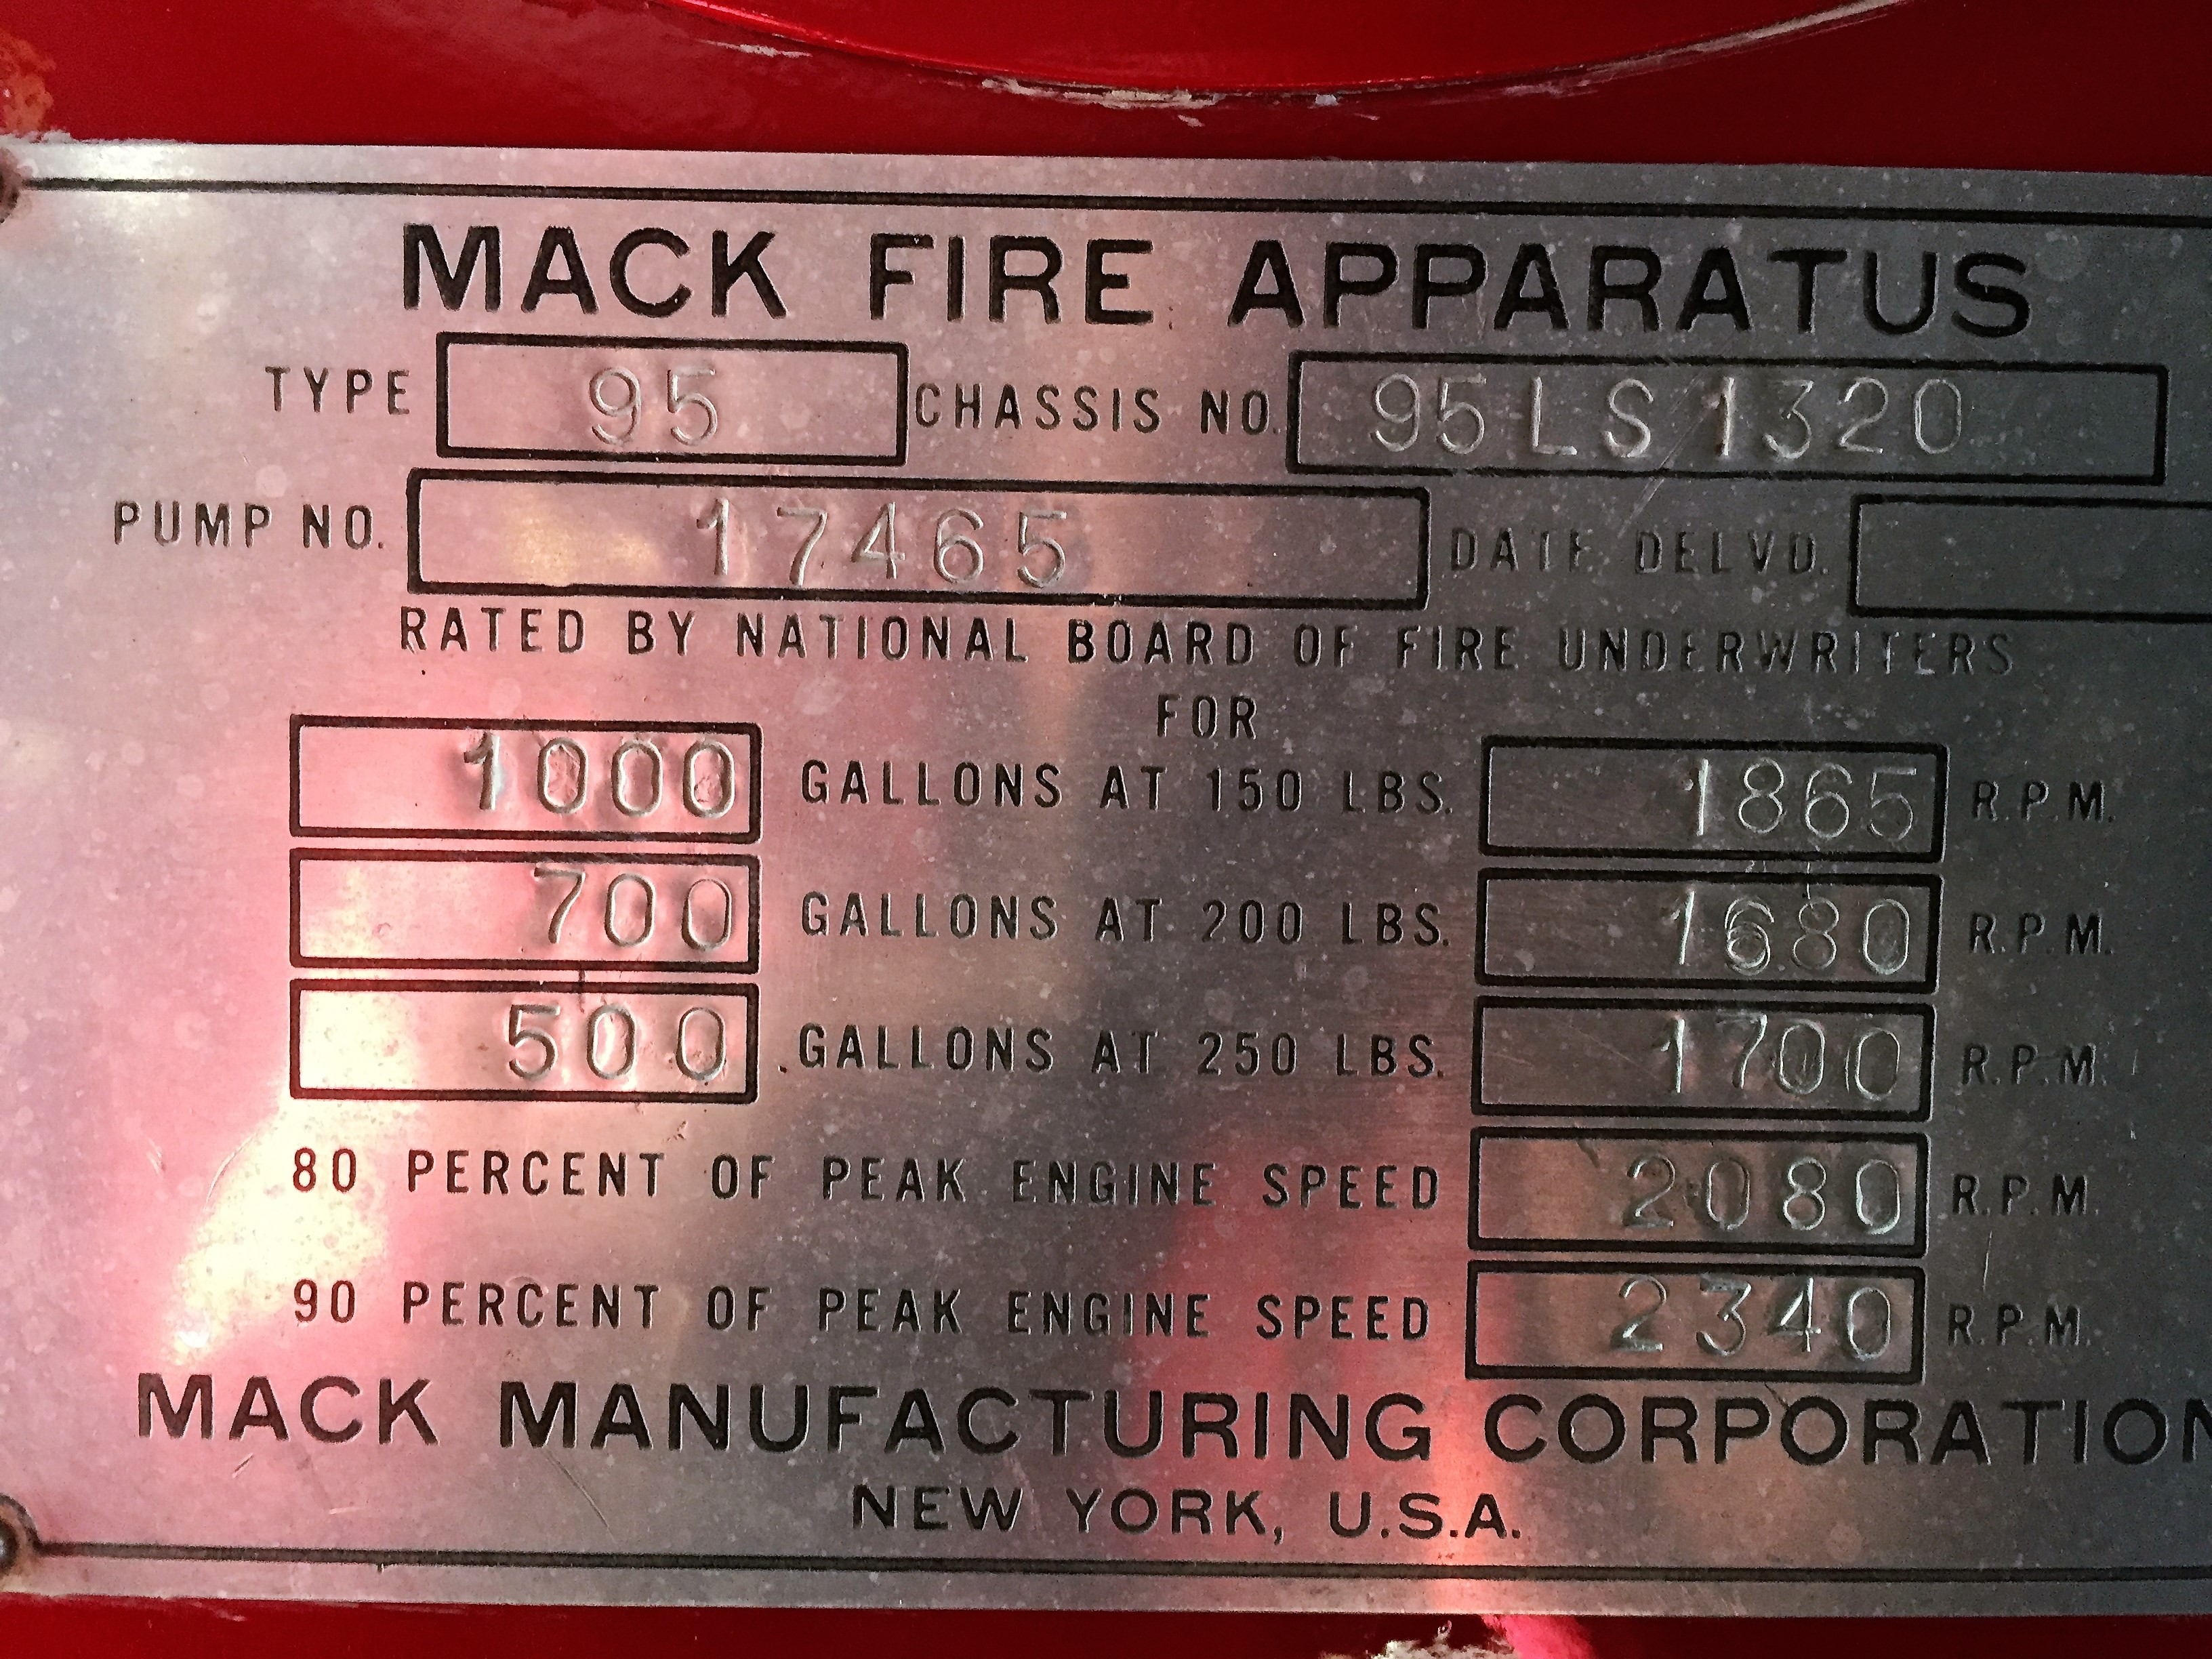 MACK FIRE APPARATUS
TYPE 95 CHASSIS NO. 95LS1320
PUMP NO. 17465 DATE DELVD.
RATED BY NATIONAL BOARD OF FIRE UNDERWRITERS
FOR
1000 GALLONS AT 150 LBS. 1865 R.P.M.
700 GALLONS AT 200 LBS. 1680 R.P.M.
500 GALLONS AT 250 LBS. 1700 R.P.M.
80 PERCENT OF PEAK ENGINE SPEED 2080 R.P.M.
90 PERCENT OF PEAK ENGINE SPEED 2340 R.P.M.
MACK MANUFACTURING CORPORATION
NEW YORK, U.S.A.